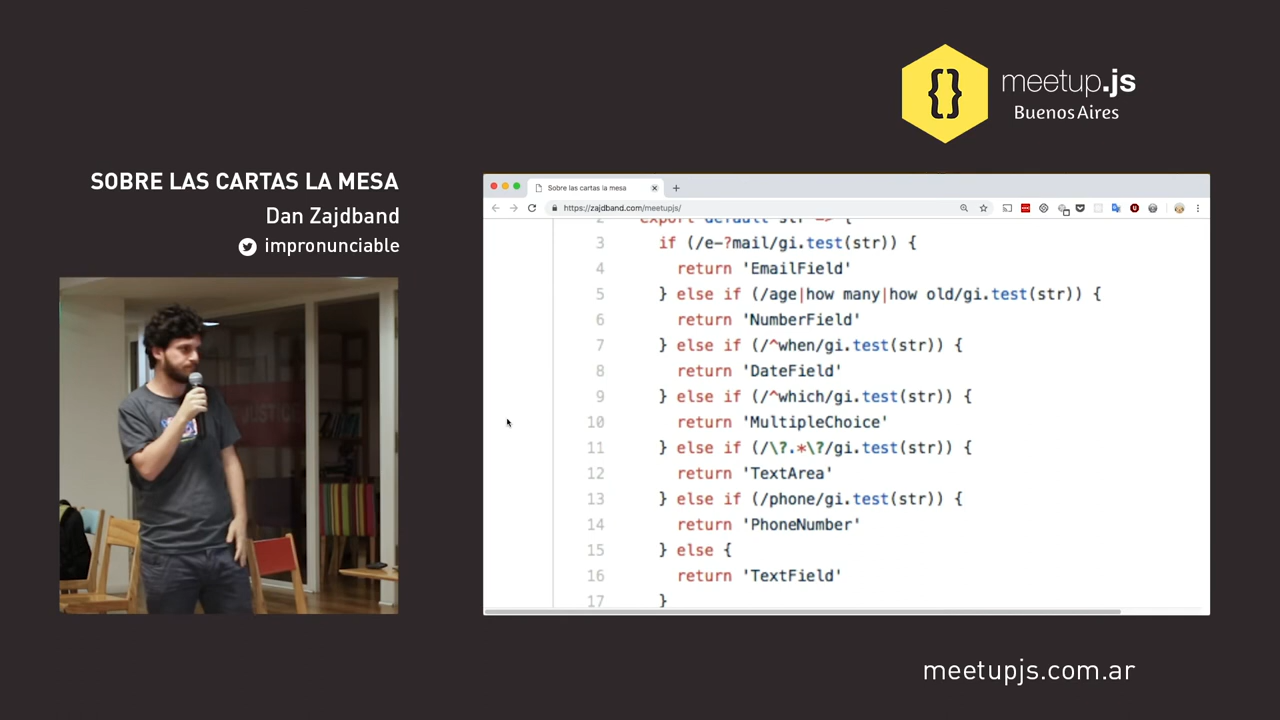 {} meetup.js
Buenos Aires
SOBRE LAS CARTAS LA MESA
Dan Zajdband
impronunciable
Sobre las cartas la mesa
https://zajdband.com/meetupjs/
2 export default str => {
3 if (/e-?mail/gi.test(str)) {
4 return 'EmailField'
5 } else if (/age|how many|how old/gi.test(str)) {
6 return 'NumberField'
7 } else if (/^when/gi.test(str)) {
8 return 'DateField'
9 } else if (/^which/gi.test(str)) {
10 return 'MultipleChoice'
11 } else if (/\?.*\?/gi.test(str)) {
12 return 'TextArea'
13 } else if (/phone/gi.test(str)) {
14 return 'PhoneNumber'
15 } else {
16 return 'TextField'
17 }
meetupjs.com.ar